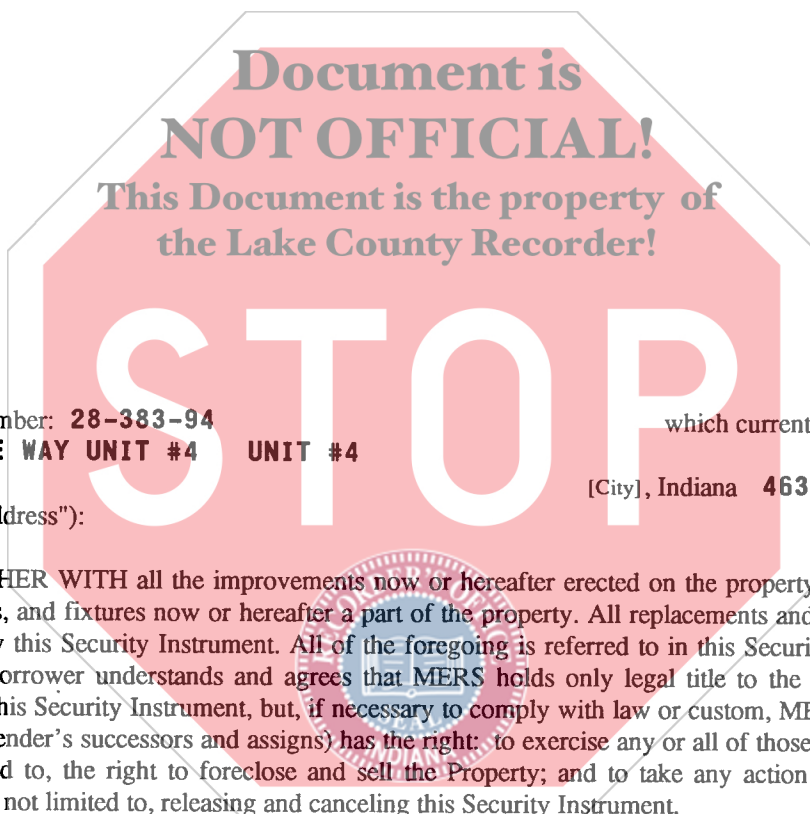 Document is
NOT OFFICIAL!
This Document is the property of
the Lake County Recorder!
STOP
mber: 28-383-94 which current
E WAY UNIT #4 UNIT #4
[City], Indiana 463
ddress"):
HER WITH all the improvements now or hereafter erected on the property
s, and fixtures now or hereafter a part of the property. All replacements and
y this Security Instrument. All of the foregoing is referred to in this Securi
orrower understands and agrees that MERS holds only legal title to the
his Security Instrument, but, if necessary to comply with law or custom, ME
ender's successors and assigns) has the right: to exercise any or all of those
d to, the right to foreclose and sell the Property; and to take any action
not limited to, releasing and canceling this Security Instrument.
SEAL
INDIANA